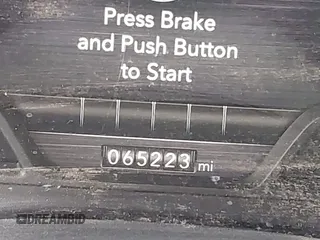 Press Brake
and Push Button
to Start
065223 mi
DREAMBID